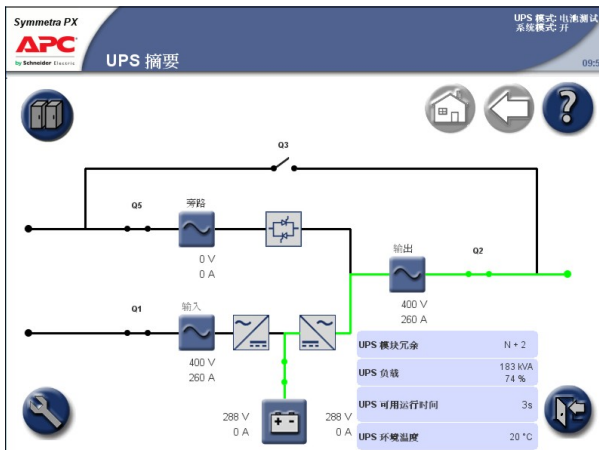 Symmetra PX
UPS 模式: 电池测试
系统模式: 开
APC
by Schneider Electric
UPS 摘要
09:5
Q3
Q5
旁路
0 V
0 A
输出
Q2
400 V
260 A
Q1
输入
400 V
260 A
UPS 模块冗余 N + 2
UPS 负载 183 kVA
74 %
UPS 可用运行时间 3s
UPS 环境温度 20 °C
288 V
0 A
288 V
0 A